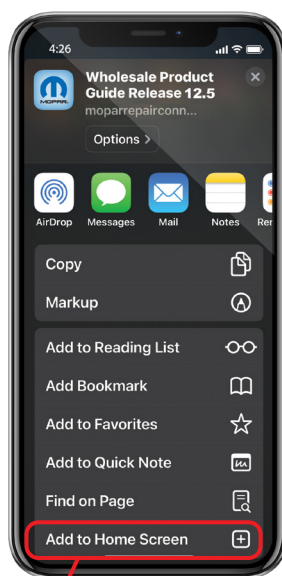 4:26
Wholesale Product
Guide Release 12.5
MOPAR.
moparrepairconn...
Options >
AirDrop Messages Mail Notes
Copy
Markup
Add to Reading List
Add Bookmark
Add to Favorites
Add to Quick Note
Find on Page
Add to Home Screen